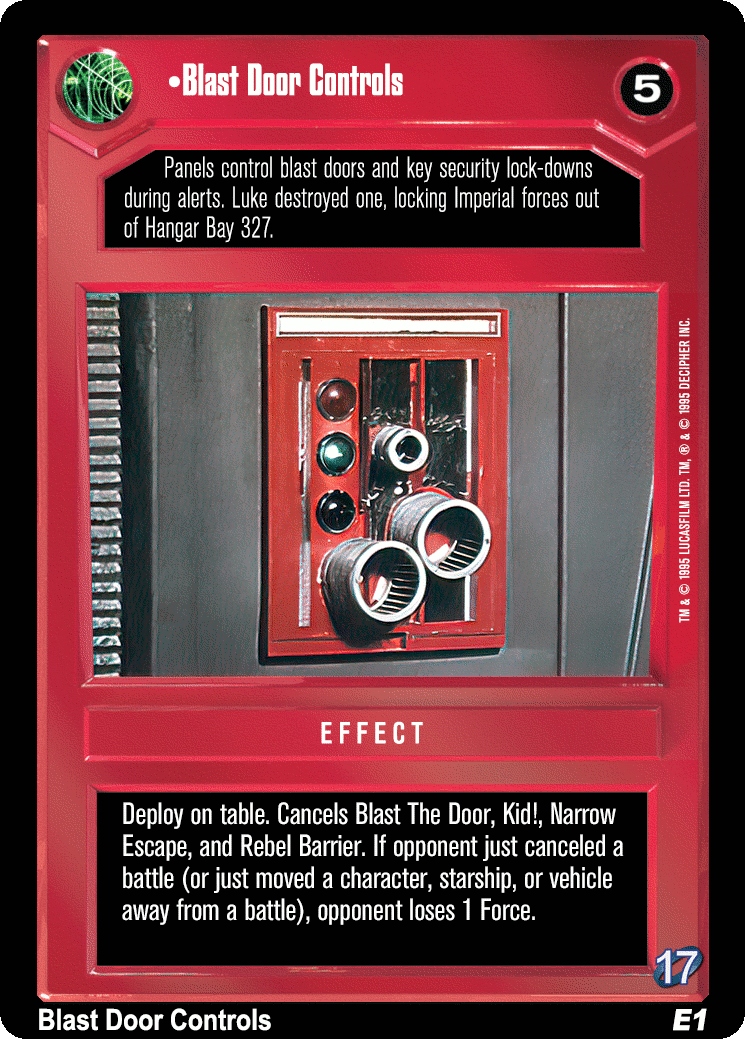 •Blast Door Controls
5
Panels control blast doors and key security lock-downs
during alerts. Luke destroyed one, locking Imperial forces out
of Hangar Bay 327.
TM & © 1995 LUCASFILM LTD. TM, ® & © 1995 DECIPHER INC.
EFFECT
Deploy on table. Cancels Blast The Door, Kid!, Narrow
Escape, and Rebel Barrier. If opponent just canceled a
battle (or just moved a character, starship, or vehicle
away from a battle), opponent loses 1 Force.
17
Blast Door Controls
E1